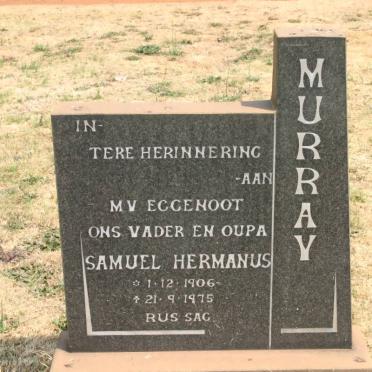 IN-
TERE HERINNERING
-AAN
MY EGGENOOT
ONS VADER EN OUPA
SAMUEL HERMANUS
☆ 1·12·1906
✝ 21·9·1975
RUS SAG
MURRAY